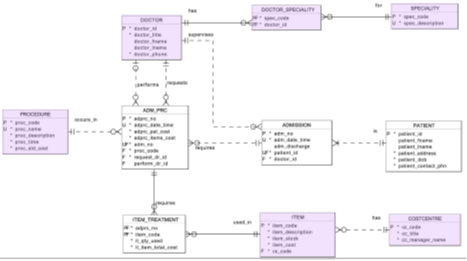 has
for
DOCTOR
P * doctor_id
* doctor_title
doctor_fname
doctor_lname
* doctor_phone
DOCTOR_SPECIALITY
PF* spec_code
PF* doctor_id
SPECIALITY
P * spec_code
U * spec_description
supervises
performs
requests
PROCEDURE
P * proc_code
U * proc_name
* proc_description
* proc_time
* proc_std_cost
occurs_in
ADM_PRC
P * adprc_no
U * adprc_date_time
* adprc_pat_cost
* adprc_items_cost
UF* adm_no
F * proc_code
F * request_dr_id
F perform_dr_id
requires
ADMISSION
P * adm_no
U * adm_date_time
adm_discharge
UF* patient_id
F * doctor_id
is
PATIENT
P * patient_id
* patient_fname
* patient_lname
* patient_address
* patient_dob
* patient_contact_phn
requires
ITEM_TREATMENT
PF* adprc_no
PF* item_code
* it_qty_used
* it_item_total_cost
used_in
ITEM
P * item_code
* item_description
* item_stock
* item_cost
F * cc_code
has
COSTCENTRE
P * cc_code
* cc_title
* cc_manager_name